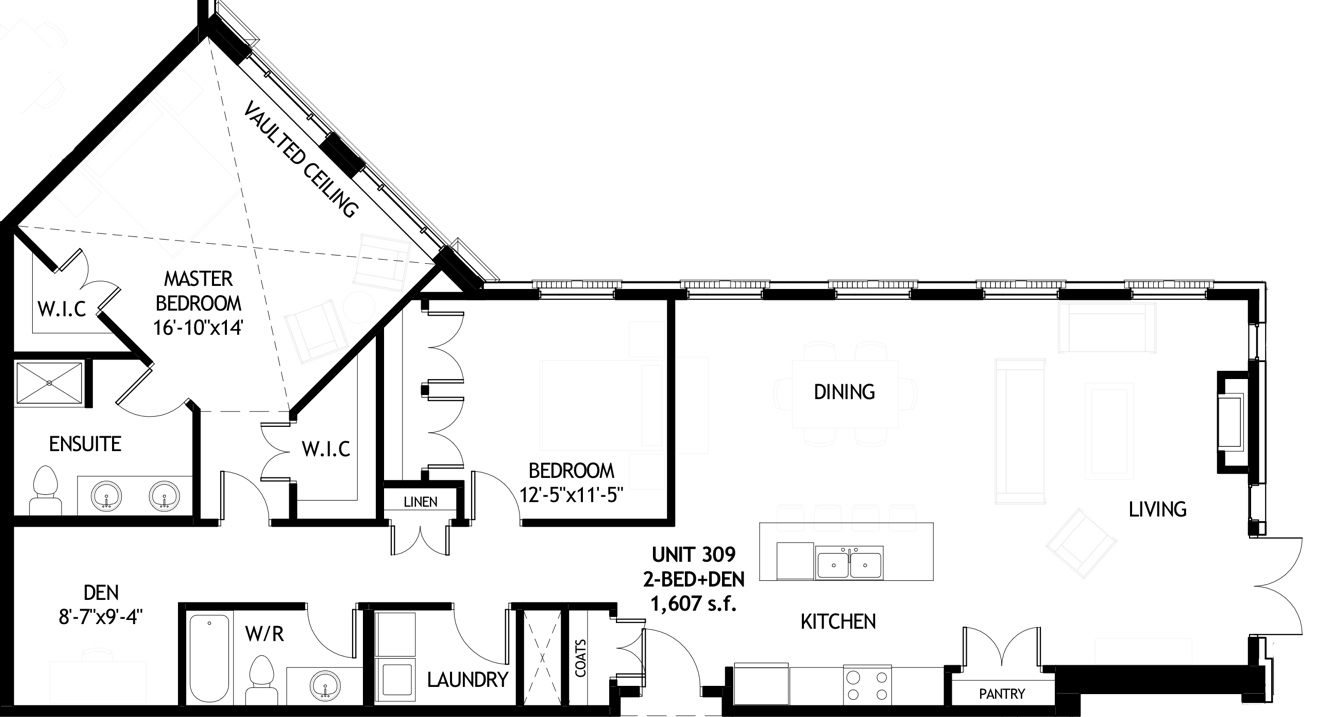 VAULTED CEILING
MASTER
BEDROOM
16'-10"x14'
W.I.C
ENSUITE
W.I.C
LINEN
BEDROOM
12'-5"x11'-5"
DINING
LIVING
UNIT 309
2-BED+DEN
1,607 s.f.
DEN
8'-7"x9'-4"
W/R
LAUNDRY
COATS
KITCHEN
PANTRY